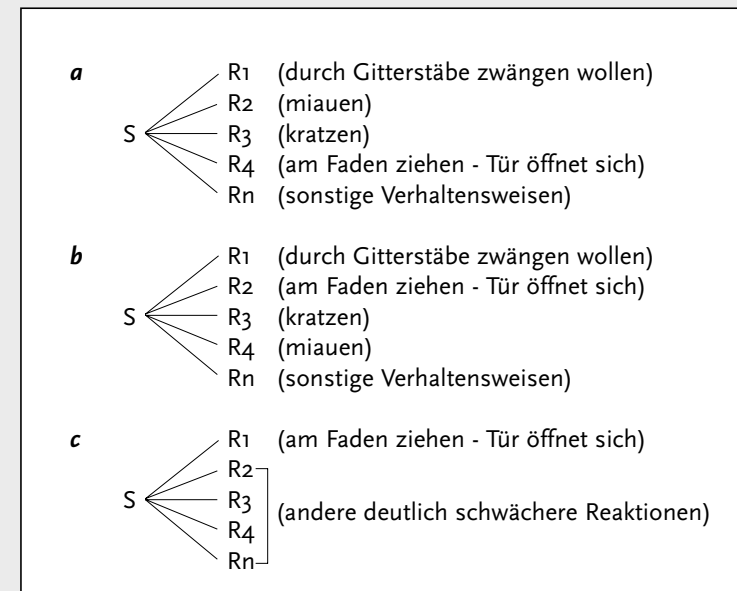 a
R1 (durch Gitterstäbe zwängen wollen)
R2 (miauen)
S R3 (kratzen)
R4 (am Faden ziehen - Tür öffnet sich)
Rn (sonstige Verhaltensweisen)
b
R1 (durch Gitterstäbe zwängen wollen)
R2 (am Faden ziehen - Tür öffnet sich)
S R3 (kratzen)
R4 (miauen)
Rn (sonstige Verhaltensweisen)
c
R1 (am Faden ziehen - Tür öffnet sich)
R2
S R3
(andere deutlich schwächere Reaktionen)
R4
Rn